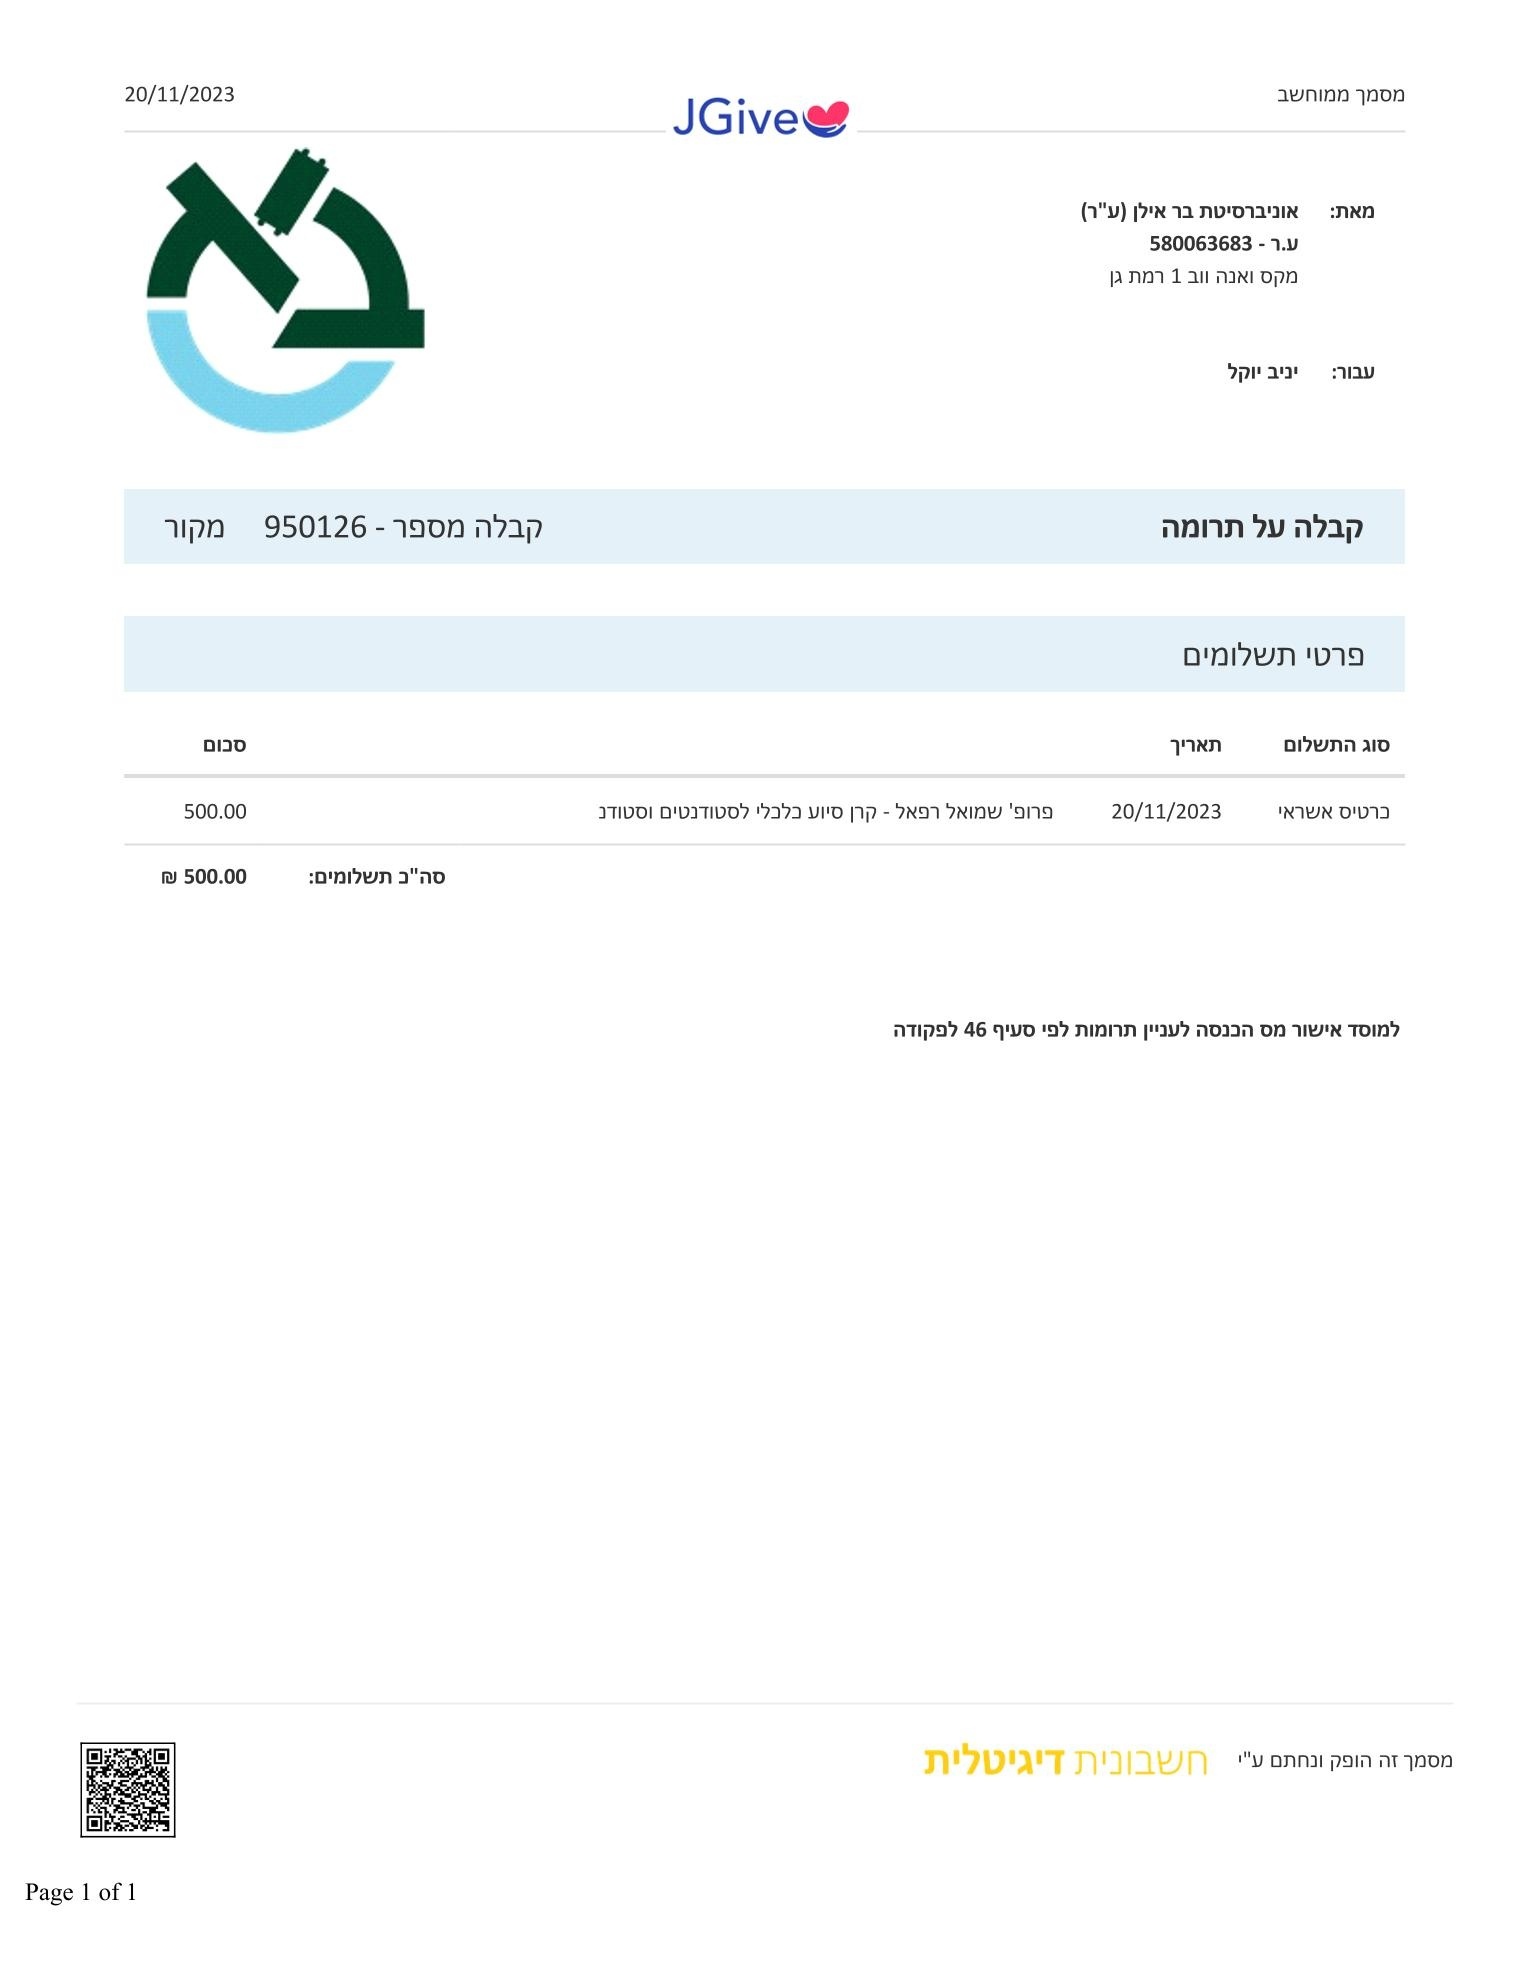 מסמך ממוחשב
20/11/2023
JGive
מאת: אוניברסיטת בר אילן (ע"ר)
ע.ר - 580063683
מקס ואנה ווב 1 רמת גן
עבור: יניב יוקל
קבלה על תרומה קבלה מספר - 950126 מקור
פרטי תשלומים
סוג התשלום תאריך סכום
כרטיס אשראי 20/11/2023 פרופ' שמואל רפאל - קרן סיוע כלכלי לסטודנטים וסטודנ 500.00
סה"כ תשלומים: 500.00 ₪
למוסד אישור מס הכנסה לעניין תרומות לפי סעיף 46 לפקודה
מסמך זה הופק ונחתם ע"י חשבונית דיגיטלית
Page 1 of 1